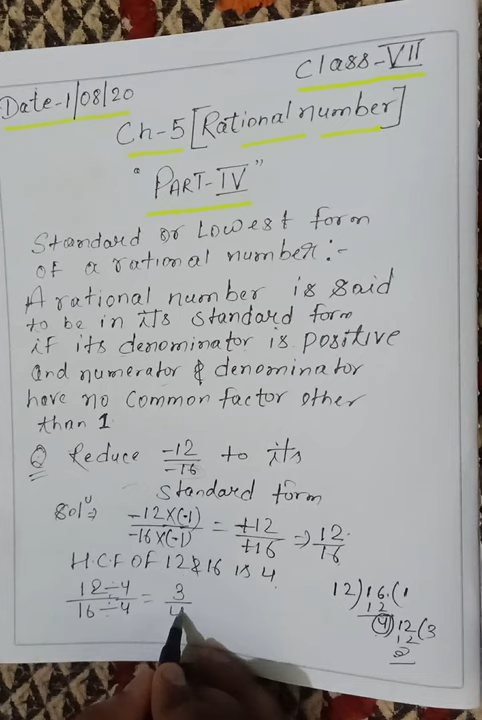 Class-VII
Date-1/08/20
Ch-5 [Rational number]
"PART-IV"
Standard or Lowest form
of a rational number:-
A rational number is said
to be in its standard form
if its denominator is positive
and numerator & denominator
have no common factor other
than 1
Q Reduce -12/-16 to its
standard form
Solⁿ⇒ -12×(-1)/-16×(-1) = +12/+16 ⇒ 12/16
H.C.F OF 12 & 16 is 4
12÷4/16÷4 = 3/4
12)16(1
12
4)12(3
12
0